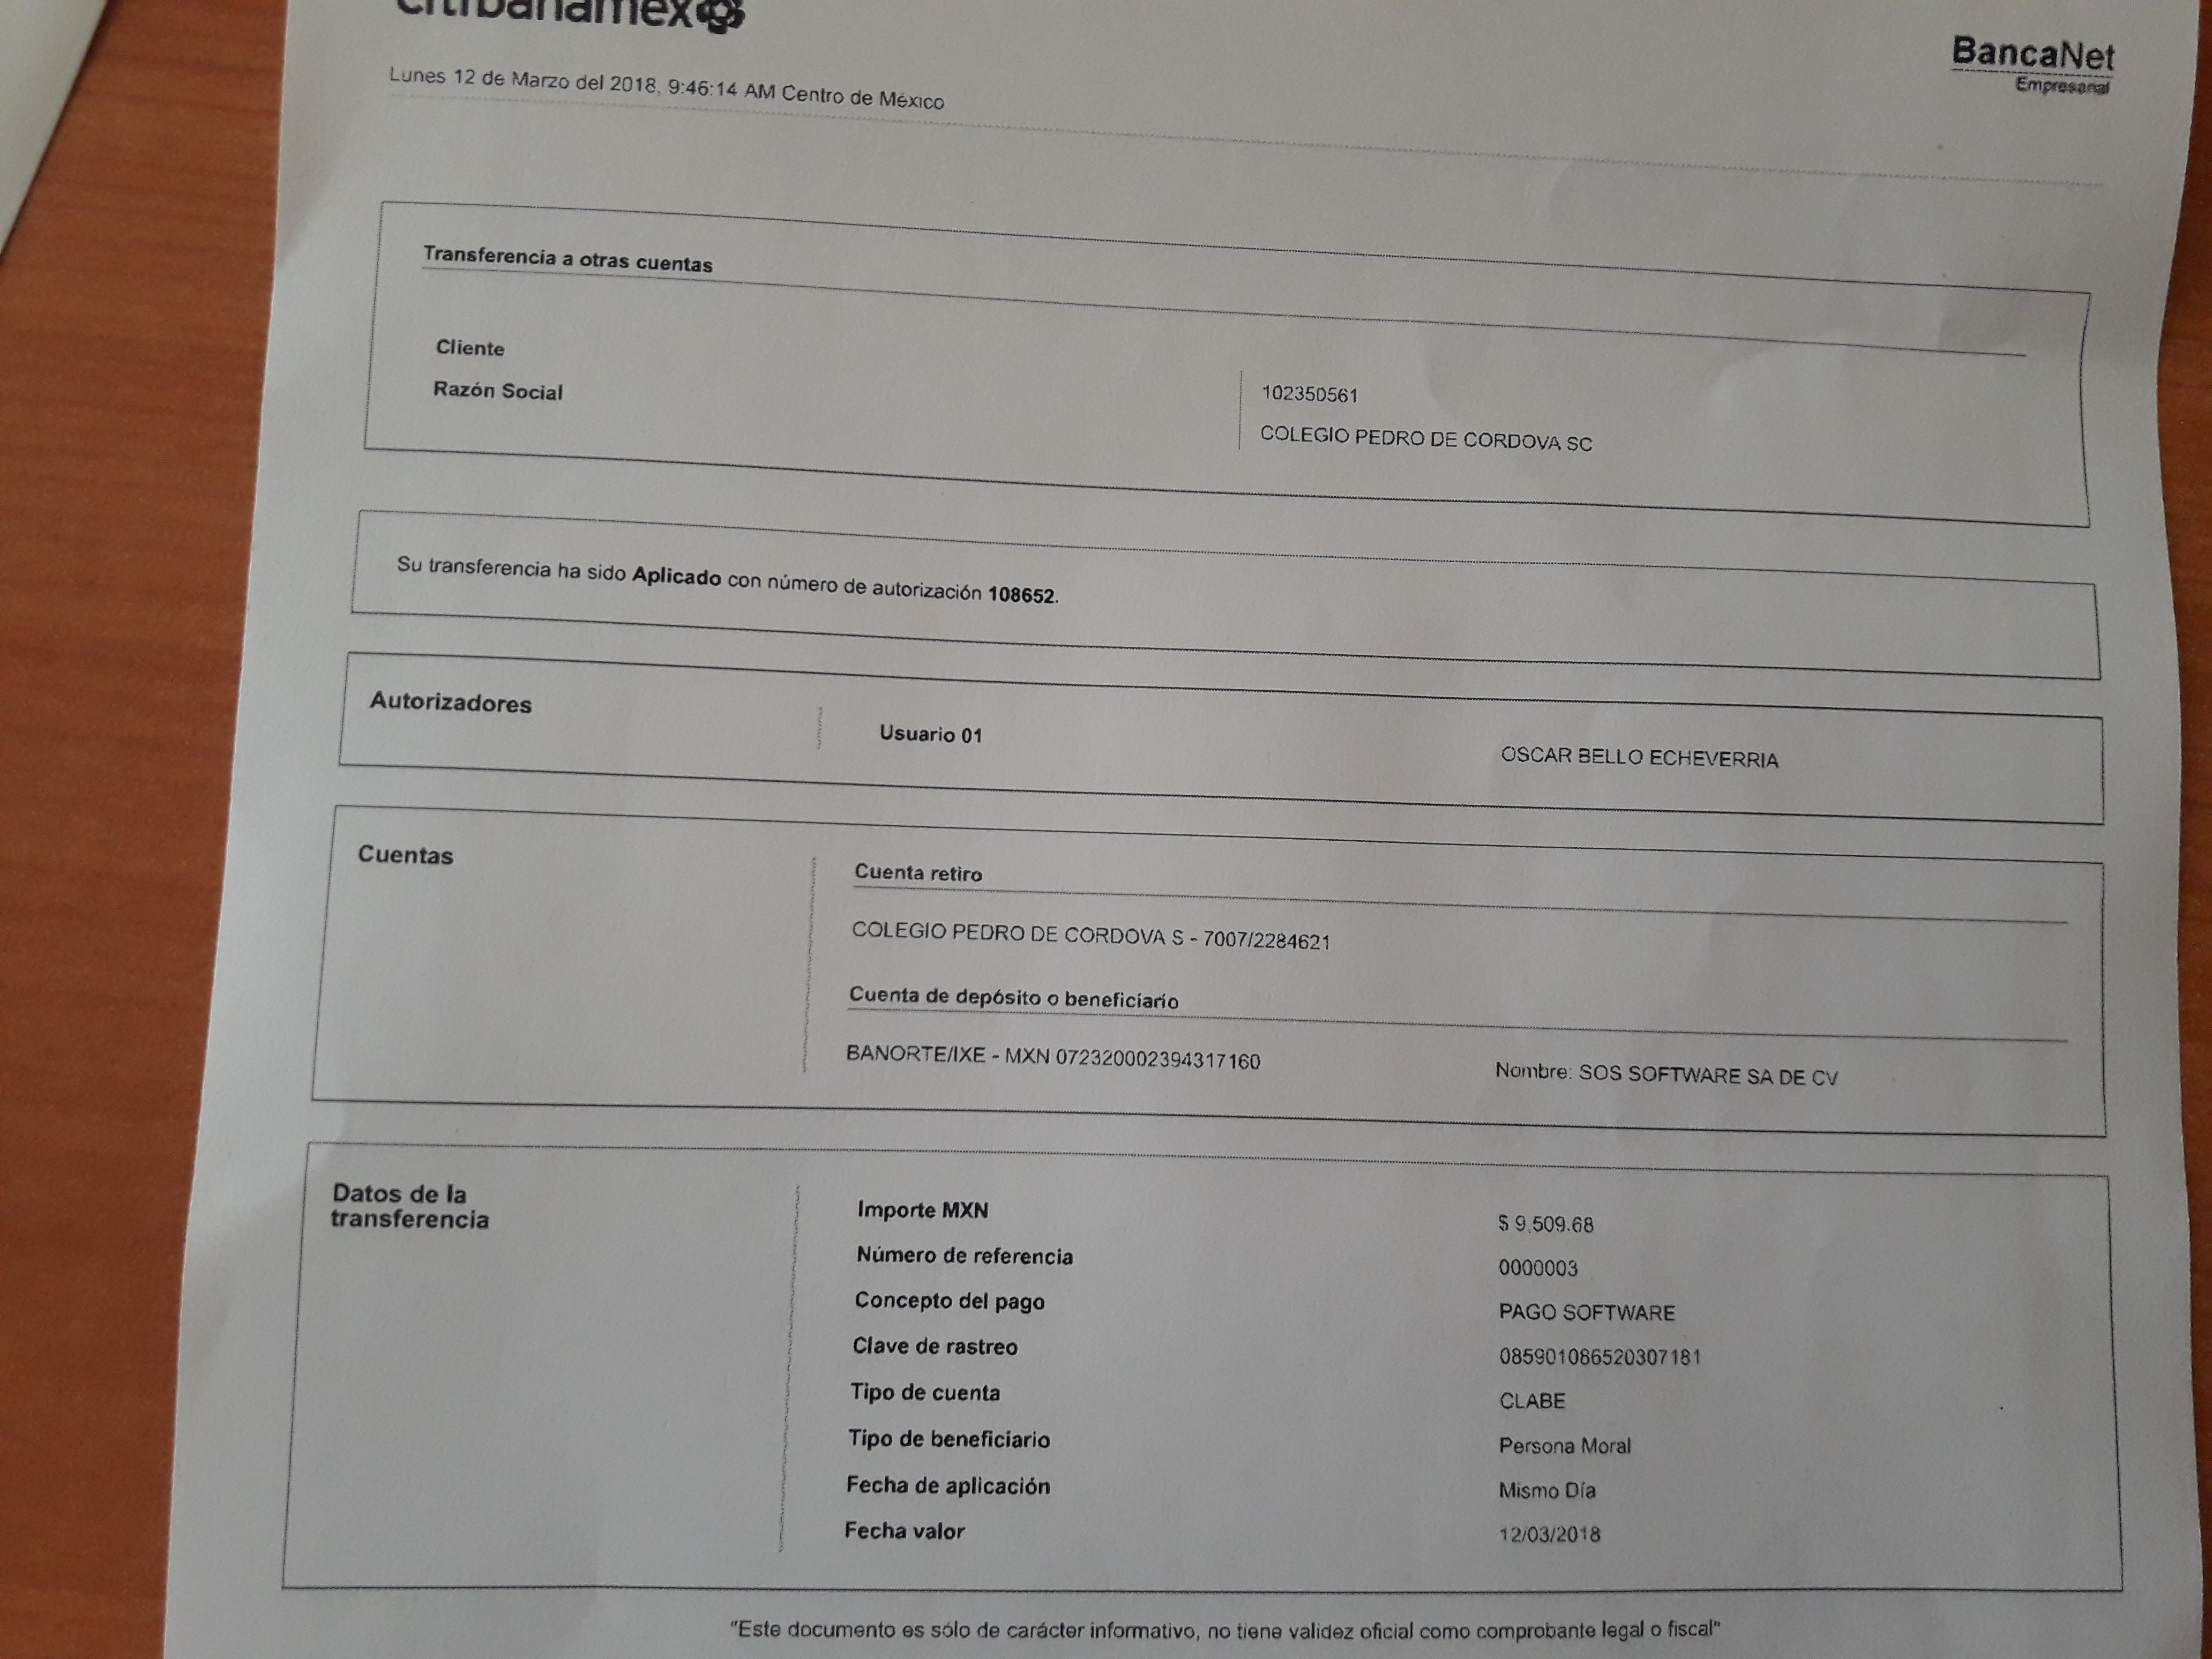 citibanamex
BancaNet
Empresarial
Lunes 12 de Marzo del 2018, 9:46:14 AM Centro de México
Transferencia a otras cuentas
Cliente
102350561
Razón Social
COLEGIO PEDRO DE CORDOVA SC
Su transferencia ha sido Aplicado con número de autorización 108652.
Autorizadores
Usuario 01
OSCAR BELLO ECHEVERRIA
Cuentas
Cuenta retiro
COLEGIO PEDRO DE CORDOVA S - 7007/2284621
Cuenta de depósito o beneficiario
BANORTE/IXE - MXN 072320002394317160
Nombre: SOS SOFTWARE SA DE CV
Datos de la
transferencia
Importe MXN
$ 9,509.68
Número de referencia
0000003
Concepto del pago
PAGO SOFTWARE
Clave de rastreo
085901086520307181
Tipo de cuenta
CLABE
Tipo de beneficiario
Persona Moral
Fecha de aplicación
Mismo Día
Fecha valor
12/03/2018
"Este documento es sólo de carácter informativo, no tiene validez oficial como comprobante legal o fiscal"